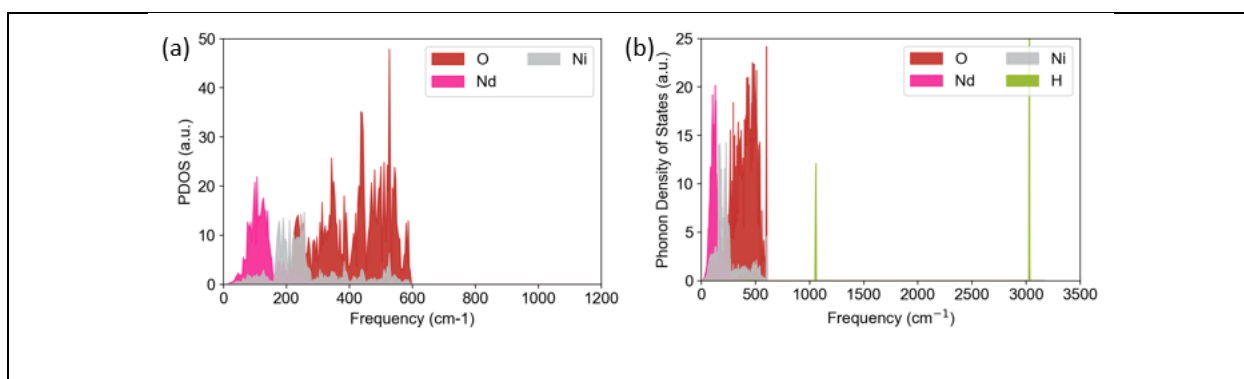 (a)
50
40
30
20
10
0
PDOS (a.u.)
O
Nd
Ni
0 200 400 600 800 1000 1200
Frequency (cm-1)
(b)
25
20
15
10
5
0
Phonon Density of States (a.u.)
O
Nd
Ni
H
0 500 1000 1500 2000 2500 3000 3500
Frequency (cm⁻¹)